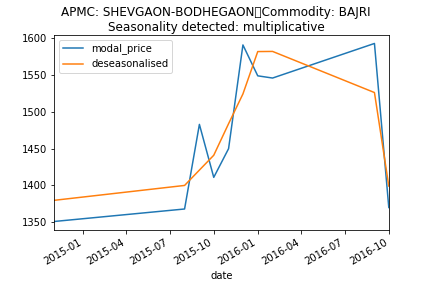 APMC: SHEVGAON-BODHEGAON Commodity: BAJRI
Seasonality detected: multiplicative
1600
1550
1500
1450
1400
1350
modal_price
deseasonalised
2015-01
2015-04
2015-07
2015-10
2016-01
2016-04
2016-07
2016-10
date